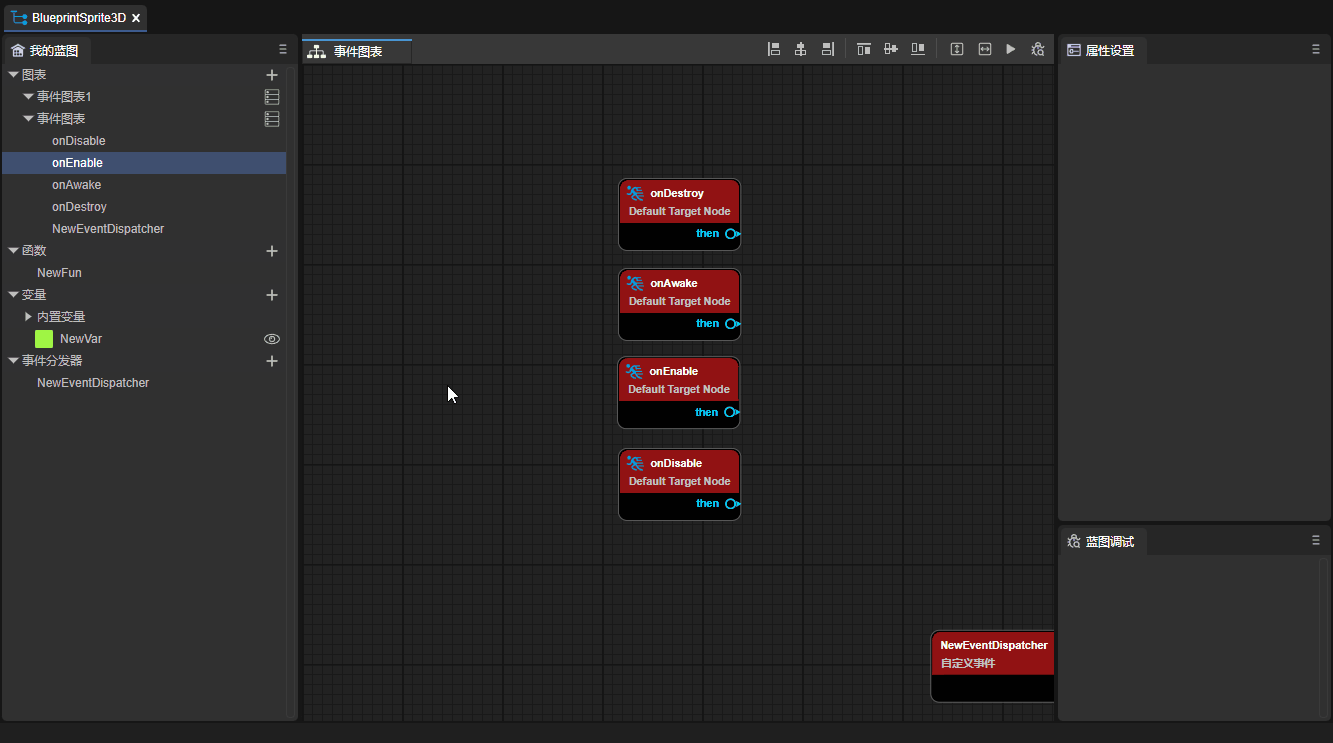 BlueprintSprite3D
我的蓝图
图表
事件图表1
事件图表
onDisable
onEnable
onAwake
onDestroy
NewEventDispatcher
函数
NewFun
变量
内置变量
NewVar
事件分发器
NewEventDispatcher
事件图表
onDestroy
Default Target Node
then
onAwake
Default Target Node
then
onEnable
Default Target Node
then
onDisable
Default Target Node
then
NewEventDispatcher
自定义事件
属性设置
蓝图调试